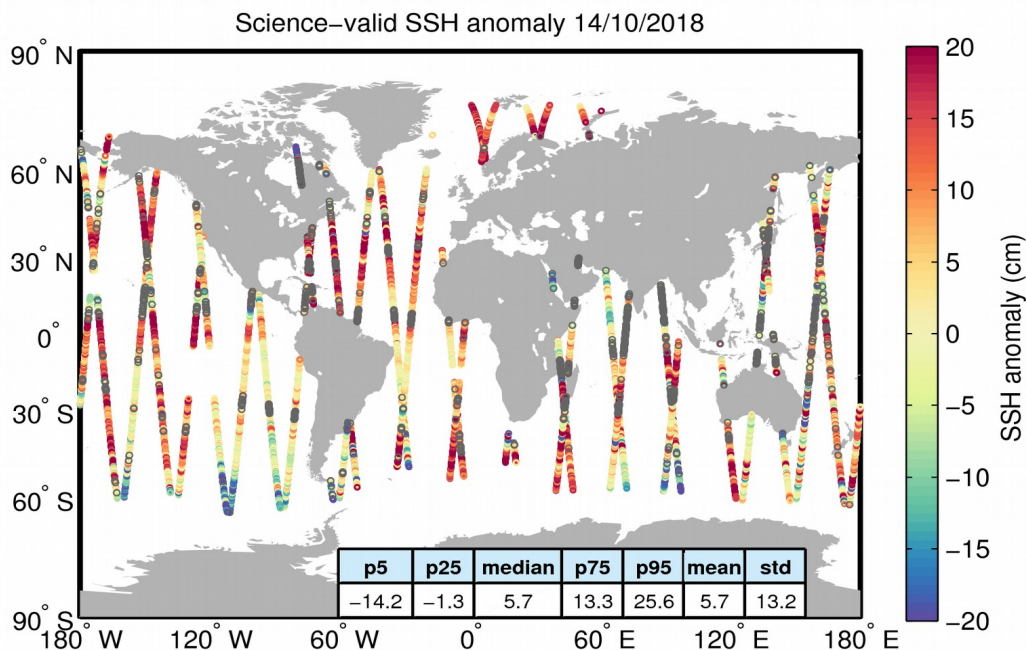 Science−valid SSH anomaly 14/10/2018
90° N
60° N
30° N
0°
30° S
60° S
90° S
180° W
120° W
60° W
0°
60° E
120° E
180° E
p5 p25 median p75 p95 mean std
−14.2 −1.3 5.7 13.3 25.6 5.7 13.2
20
15
10
5
0
−5
−10
−15
−20
SSH anomaly (cm)